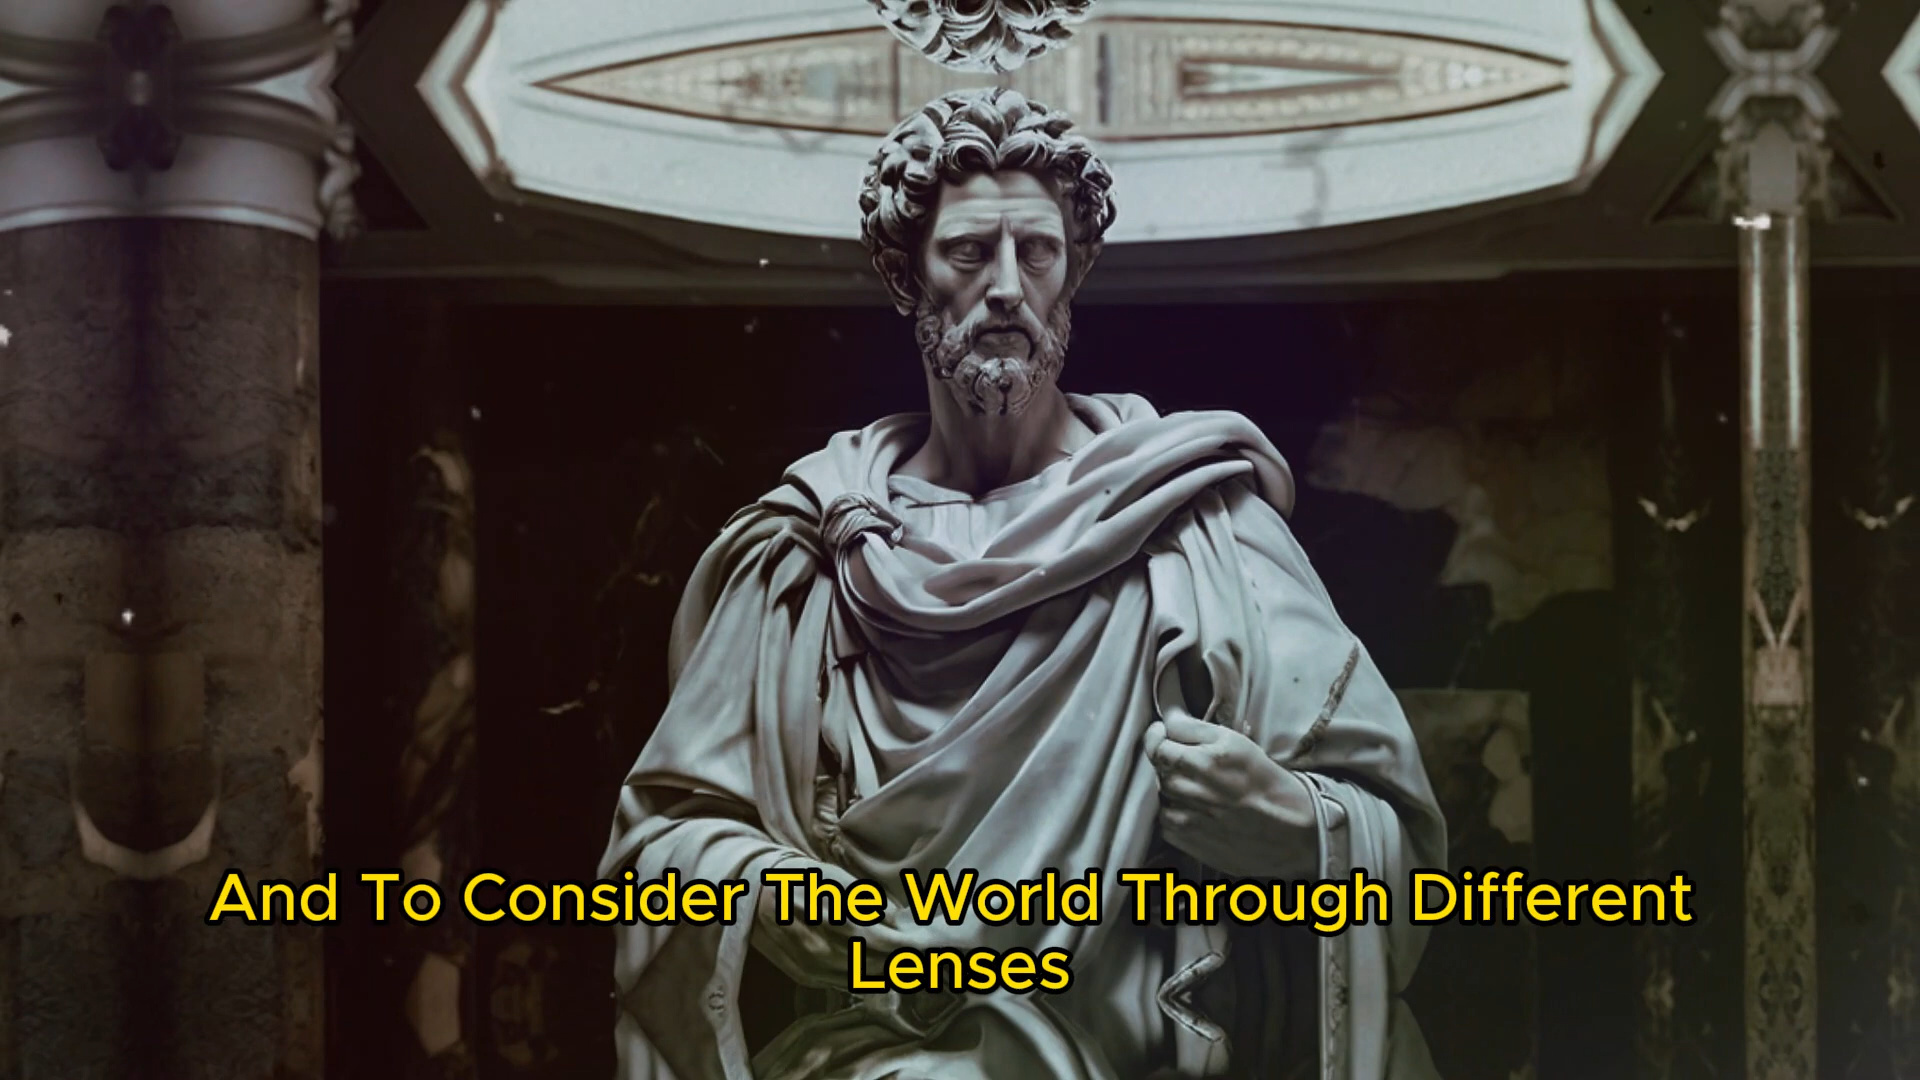 And To Consider The World Through Different
Lenses